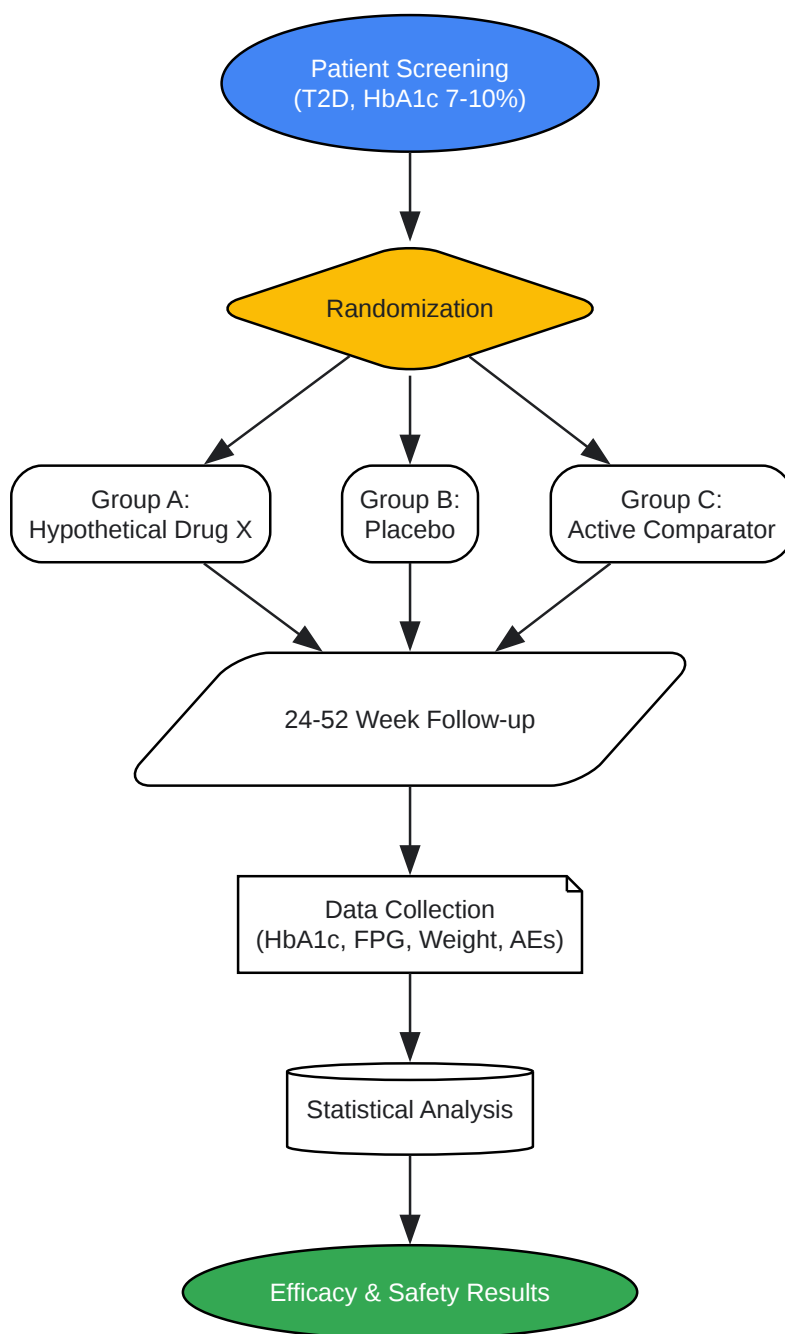 Patient Screening
(T2D, HbA1c 7-10%)
Randomization
Group A:
Hypothetical Drug X
Group B:
Placebo
Group C:
Active Comparator
24-52 Week Follow-up
Data Collection
(HbA1c, FPG, Weight, AEs)
Statistical Analysis
Efficacy & Safety Results